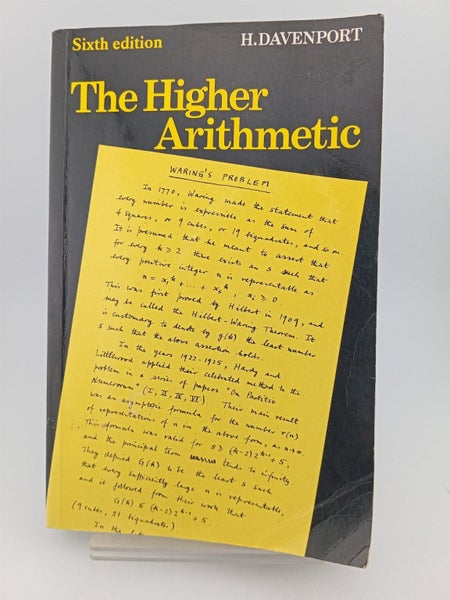 Sixth edition
H. DAVENPORT
The Higher
Arithmetic
WARING'S PROBLEM
In 1770, Waring made the statement that
every number is expressible as the sum of
4 squares, or 9 cubes, or 19 biquadrates, and so on.
It is presumed that he meant to assert that
for every k ≥ 2 there exists an s such that
every positive integer n is representable as
n = x₁ᵏ + ... + xₛᵏ, xᵢ ≥ 0.
This was first proved by Hilbert in 1909, and
may be called the Hilbert-Waring Theorem. It
is customary to denote by g(k) the least number
s such that the above assertion holds.
In the years 1922-1925, Hardy and
Littlewood applied their celebrated method to the
problem in a series of papers "On Partitio
Numerorum" (I, II, IV, VI). Their main result
was an asymptotic formula for the number r(n)
of representations of n in the above form, as n→∞.
This formula was valid for s ≥ (k-2)2ᵏ⁻¹ + 5,
and the principal term tends to infinity
They defined G(k) to be the least s such
that every sufficiently large n is representable,
and it followed from their work that
G(k) ≤ (k-2)2ᵏ⁻¹ + 5.
(9 cubes, 21 biquadrates.)
In the